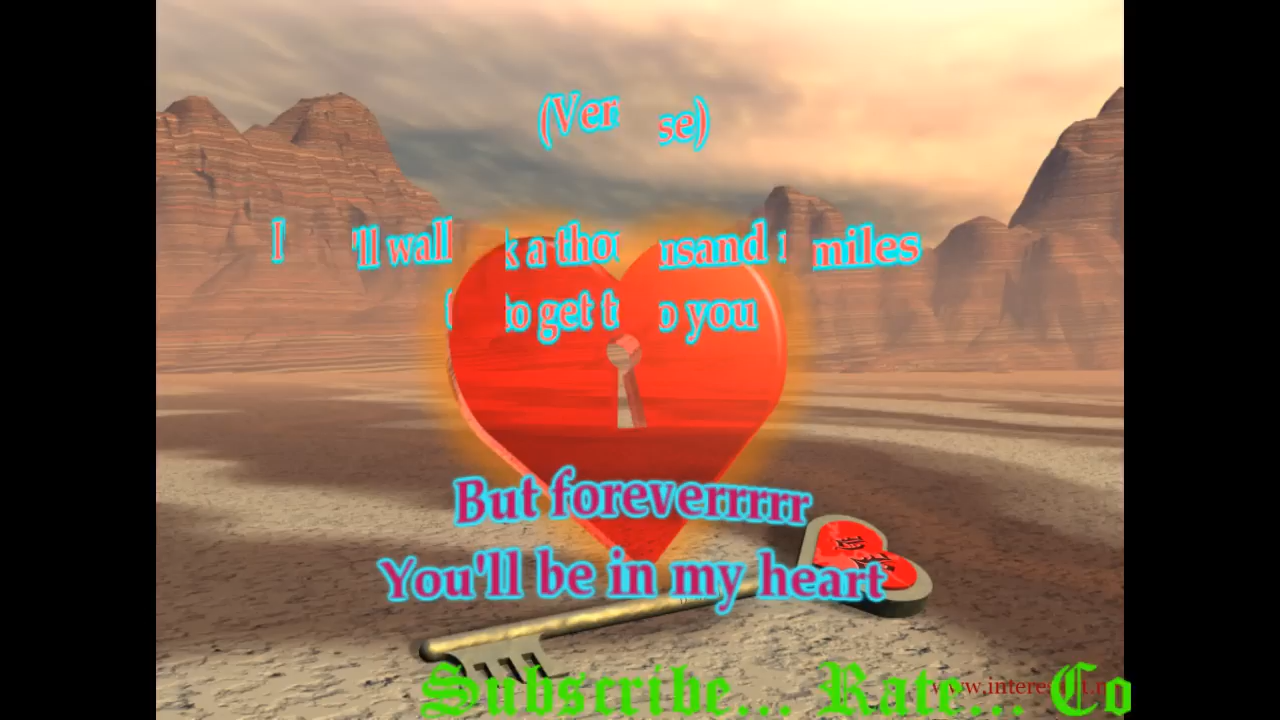 (Verse)
I'll walk a thousand miles
to get to you
But foreverrrrr
You'll be in my heart
Subscribe... Rate... Co